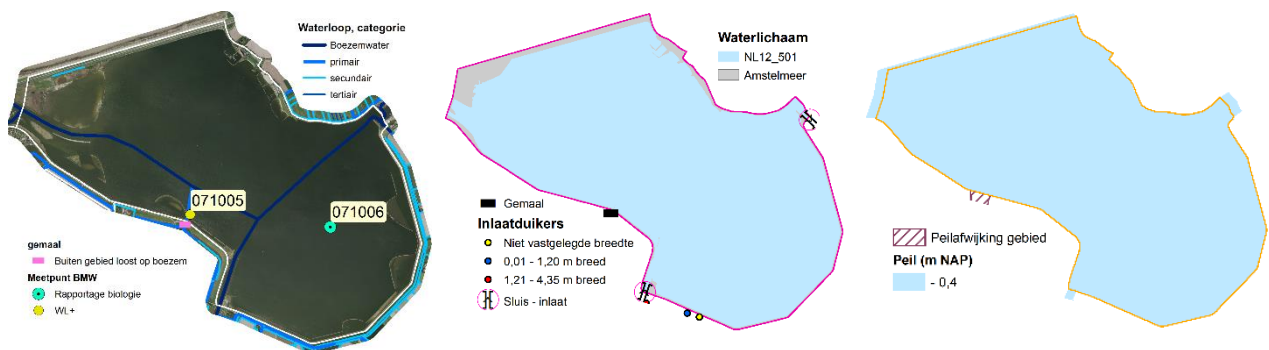 Waterloop, categorie
Boezemwater
primair
secundair
tertiair
071005
071006
gemaal
Buiten gebied loost op boezem
Meetpunt BMW
Rapportage biologie
WL+
Waterlichaam
NL12_501
Amstelmeer
Gemaal
Inlaatduikers
Niet vastgelegde breedte
0,01 - 1,20 m breed
1,21 - 4,35 m breed
Sluis - inlaat
Peilafwijking gebied
Peil (m NAP)
- 0,4